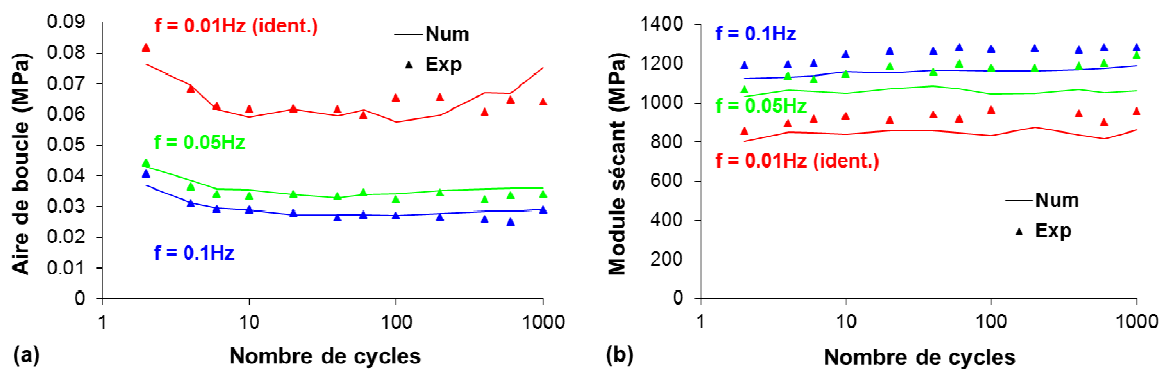 Aire de boucle (MPa)
0.09
0.08
0.07
0.06
0.05
0.04
0.03
0.02
0.01
0
f = 0.01Hz (ident.)
Num
Exp
f = 0.05Hz
f = 0.1Hz
1
10
100
1000
Nombre de cycles
(a)
Module sécant (MPa)
1400
1200
1000
800
600
400
200
0
f = 0.1Hz
f = 0.05Hz
f = 0.01Hz (ident.)
Num
Exp
1
10
100
1000
Nombre de cycles
(b)